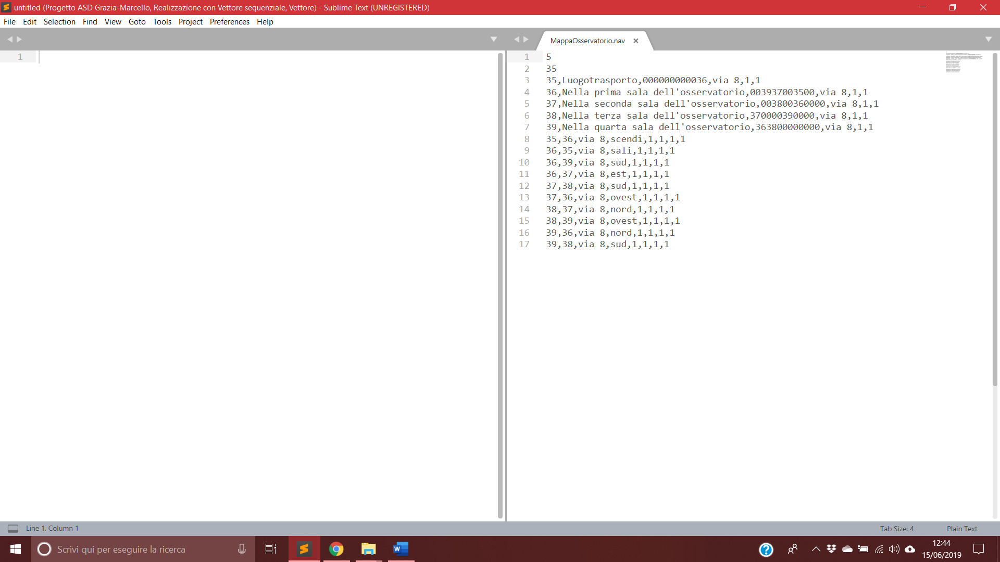 untitled (Progetto ASD Grazia-Marcello, Realizzazione con Vettore sequenziale, Vettore) - Sublime Text (UNREGISTERED)
File Edit Selection Find View Goto Tools Project Preferences Help
MappaOsservatorio.nav
1
1 5
2 35
3 35,Luogotrasporto,000000000036,via 8,1,1
4 36,Nella prima sala dell'osservatorio,003937003500,via 8,1,1
5 37,Nella seconda sala dell'osservatorio,003800360000,via 8,1,1
6 38,Nella terza sala dell'osservatorio,370000390000,via 8,1,1
7 39,Nella quarta sala dell'osservatorio,363800000000,via 8,1,1
8 35,36,via 8,scendi,1,1,1,1
9 36,35,via 8,sali,1,1,1,1
10 36,39,via 8,sud,1,1,1,1
11 36,37,via 8,est,1,1,1,1
12 37,38,via 8,sud,1,1,1,1
13 37,36,via 8,ovest,1,1,1,1
14 38,37,via 8,nord,1,1,1,1
15 38,39,via 8,ovest,1,1,1,1
16 39,36,via 8,nord,1,1,1,1
17 39,38,via 8,sud,1,1,1,1
Line 1, Column 1
Tab Size: 4
Plain Text
Scrivi qui per eseguire la ricerca
12:44
15/06/2019